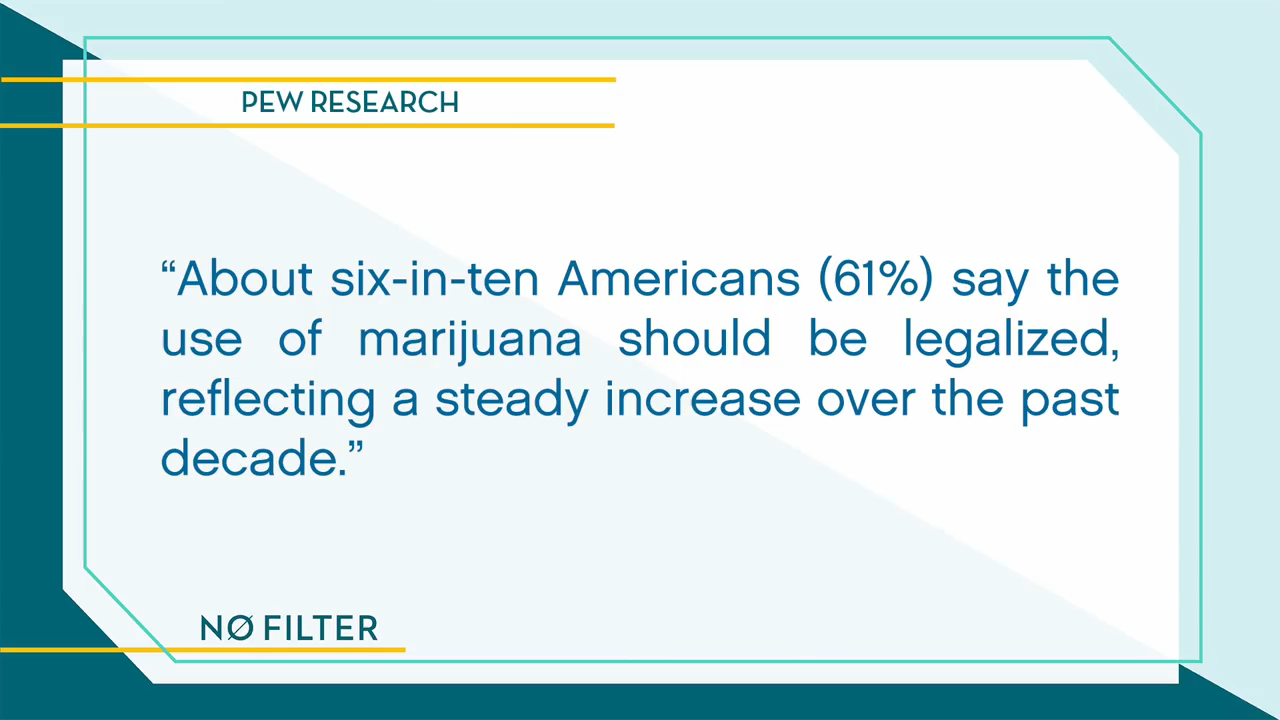 PEW RESEARCH
“About six-in-ten Americans (61%) say the
use of marijuana should be legalized,
reflecting a steady increase over the past
decade.”
NØ FILTER